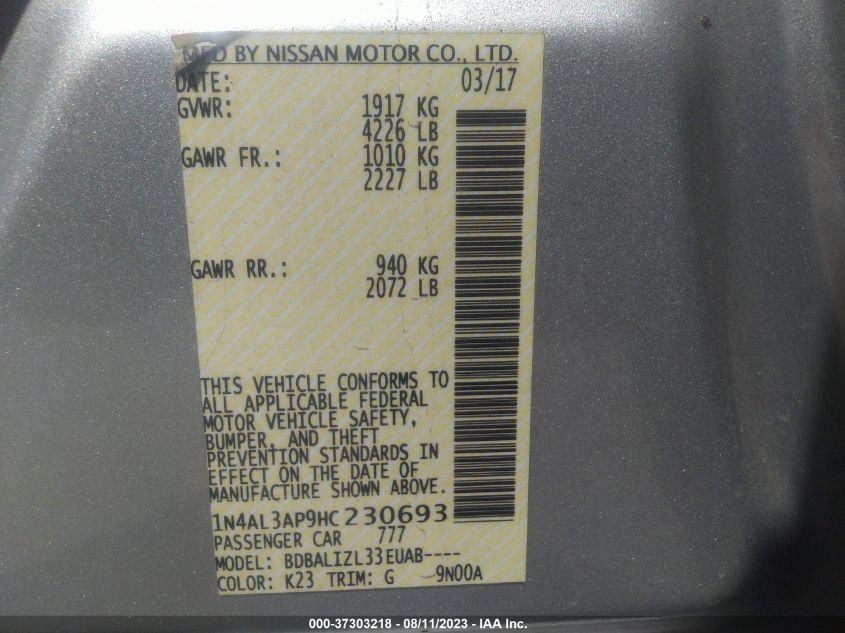 MFD BY NISSAN MOTOR CO., LTD.
DATE: 03/17
GVWR: 1917 KG
4226 LB
GAWR FR.: 1010 KG
2227 LB
GAWR RR.: 940 KG
2072 LB
THIS VEHICLE CONFORMS TO
ALL APPLICABLE FEDERAL
MOTOR VEHICLE SAFETY,
BUMPER, AND THEFT
PREVENTION STANDARDS IN
EFFECT ON THE DATE OF
MANUFACTURE SHOWN ABOVE.
1N4AL3AP9HC230693
PASSENGER CAR 777
MODEL: BDBALIZL33EUAB----
COLOR: K23 TRIM: G 9N00A
000-37303218 - 08/11/2023 - IAA Inc.